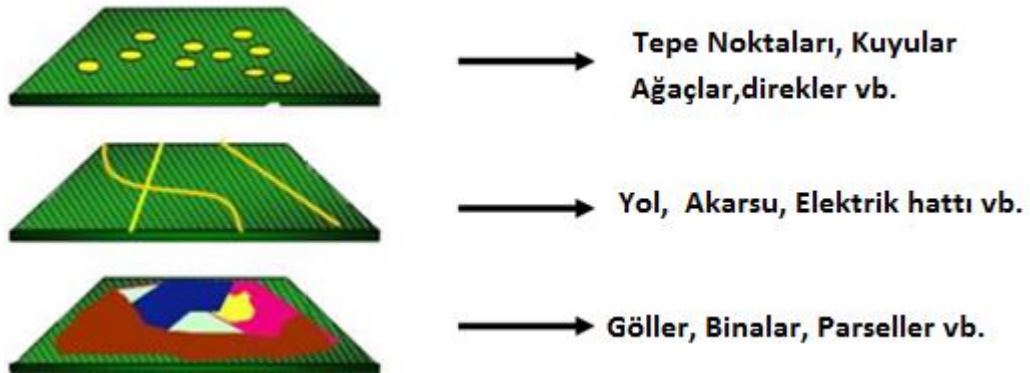 Tepe Noktaları, Kuyular
Ağaçlar,direkler vb.
Yol, Akarsu, Elektrik hattı vb.
Göller, Binalar, Parseller vb.